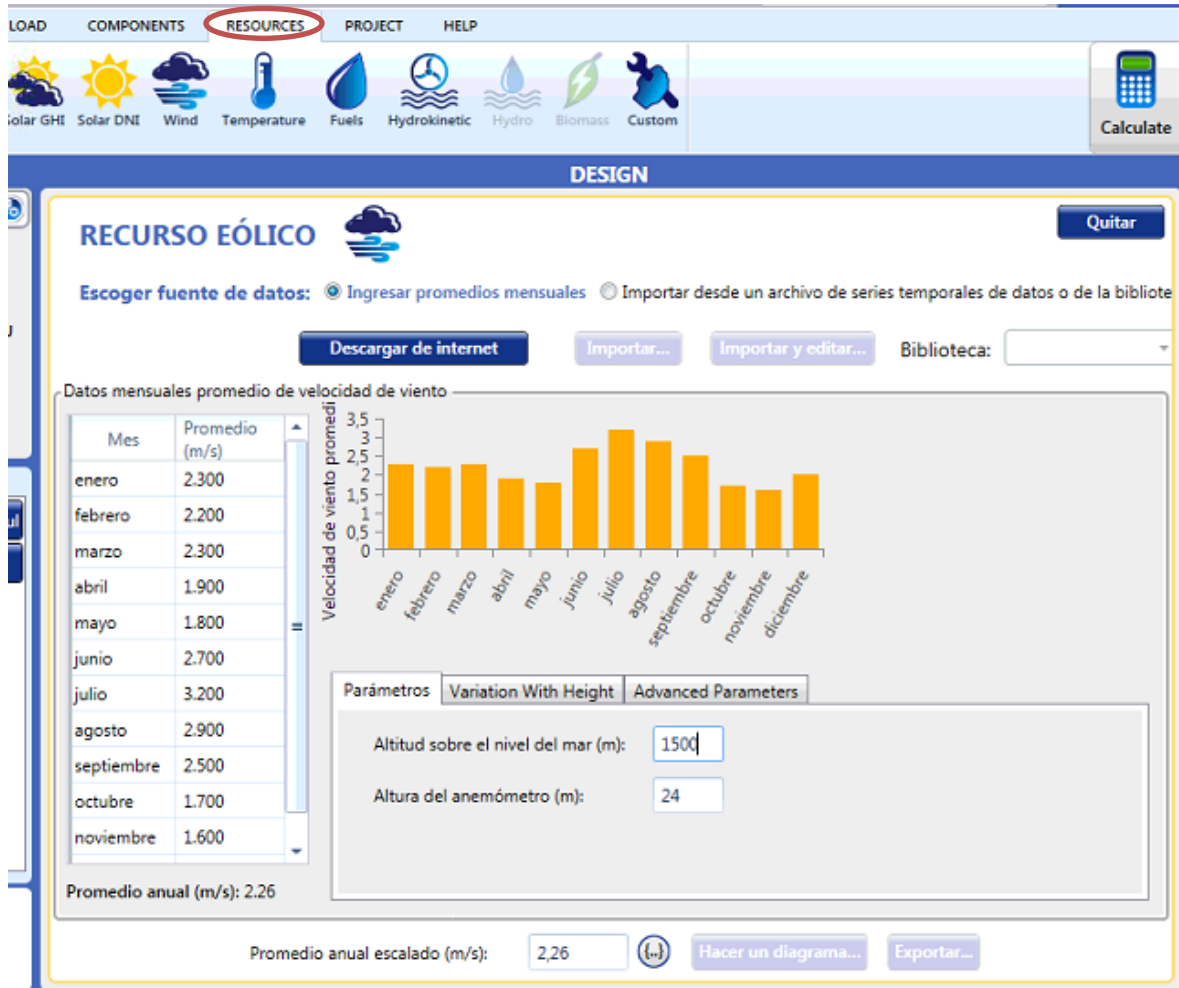 LOAD COMPONENTS RESOURCES PROJECT HELP
Solar GHI Solar DNI Wind Temperature Fuels Hydrokinetic Hydro Biomass Custom
Calculate
DESIGN
RECURSO EÓLICO
Quitar
Escoger fuente de datos: Ingresar promedios mensuales Importar desde un archivo de series temporales de datos o de la bibliote
Descargar de internet Importar... Importar y editar... Biblioteca:
Datos mensuales promedio de velocidad de viento
Mes Promedio (m/s)
enero 2.300
febrero 2.200
marzo 2.300
abril 1.900
mayo 1.800
junio 2.700
julio 3.200
agosto 2.900
septiembre 2.500
octubre 1.700
noviembre 1.600
Promedio anual (m/s): 2.26
Velocidad de viento promedi
3,5
3
2,5
2
1,5
1
0,5
0
enero febrero marzo abril mayo junio julio agosto septiembre octubre noviembre diciembre
Parámetros Variation With Height Advanced Parameters
Altitud sobre el nivel del mar (m): 1500
Altura del anemómetro (m): 24
Promedio anual escalado (m/s): 2,26 {..} Hacer un diagrama... Exportar...